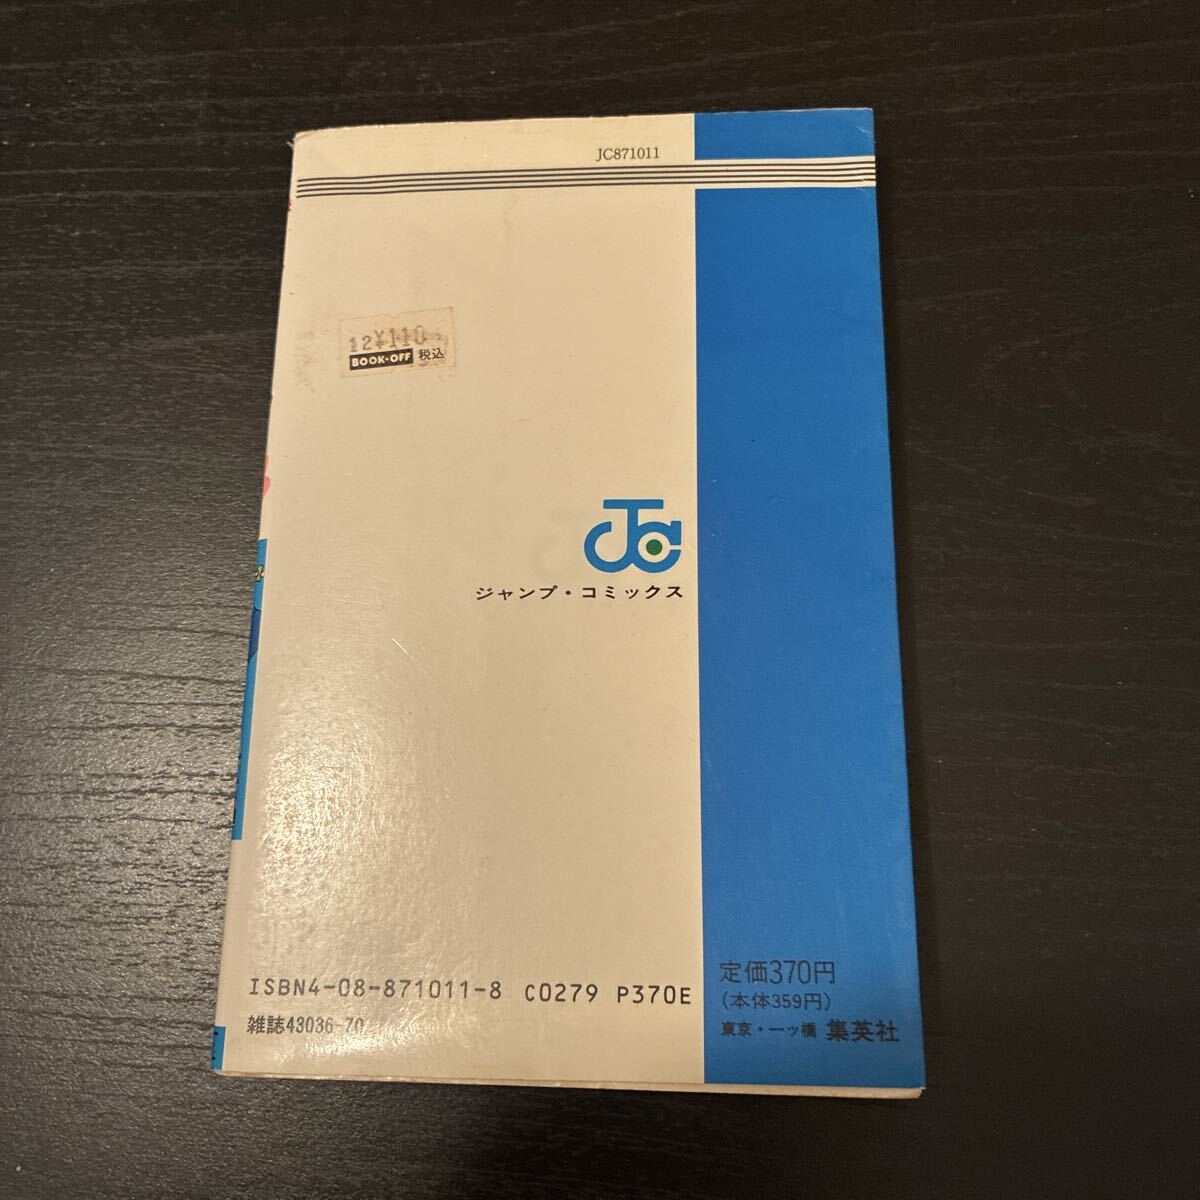 JC871011
12¥110
BOOK・OFF 税込
JC
ジャンプ・コミックス
ISBN4-08-871011-8 C0279 P370E
雑誌43036-70
定価370円
(本体359円)
東京・一ッ橋 集英社